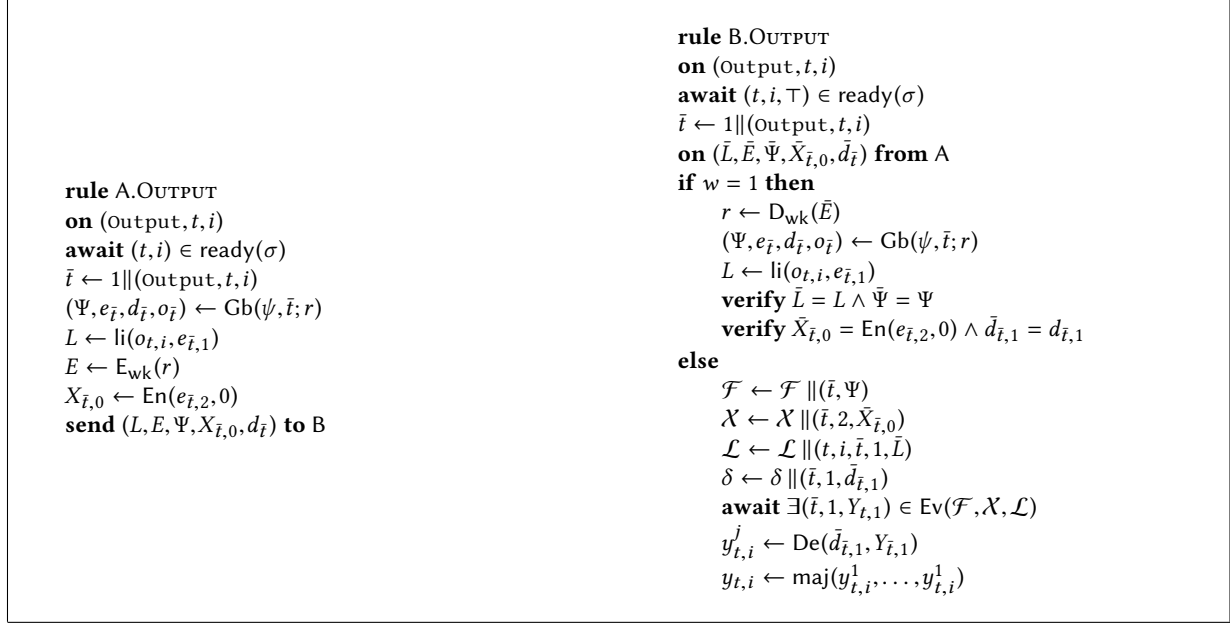 rule A.Output
on (Output, t, i)
await (t, i) ∈ ready(σ)
t̄ ← 1‖(Output, t, i)
(Ψ, e_t̄, d_t̄, o_t̄) ← Gb(ψ, t̄; r)
L ← li(o_{t,i}, e_{t̄,1})
E ← E_wk(r)
X_{t̄,0} ← En(e_{t̄,2}, 0)
send (L, E, Ψ, X_{t̄,0}, d_t̄) to B
rule B.Output
on (Output, t, i)
await (t, i, ⊤) ∈ ready(σ)
t̄ ← 1‖(Output, t, i)
on (L̄, Ē, Ψ̄, X̄_{t̄,0}, d̄_t̄) from A
if w = 1 then
r ← D_wk(Ē)
(Ψ, e_t̄, d_t̄, o_t̄) ← Gb(ψ, t̄; r)
L ← li(o_{t,i}, e_{t̄,1})
verify L̄ = L ∧ Ψ̄ = Ψ
verify X̄_{t̄,0} = En(e_{t̄,2}, 0) ∧ d̄_{t̄,1} = d_{t̄,1}
else
ℱ ← ℱ ‖(t̄, Ψ)
𝒳 ← 𝒳 ‖(t̄, 2, X̄_{t̄,0})
ℒ ← ℒ ‖(t, i, t̄, 1, L̄)
δ ← δ ‖(t̄, 1, d̄_{t̄,1})
await ∃(t̄, 1, Y_{t,1}) ∈ Ev(ℱ, 𝒳, ℒ)
y^j_{t,i} ← De(d̄_{t̄,1}, Y_{t̄,1})
y_{t,i} ← maj(y^1_{t,i}, . . . , y^1_{t,i})